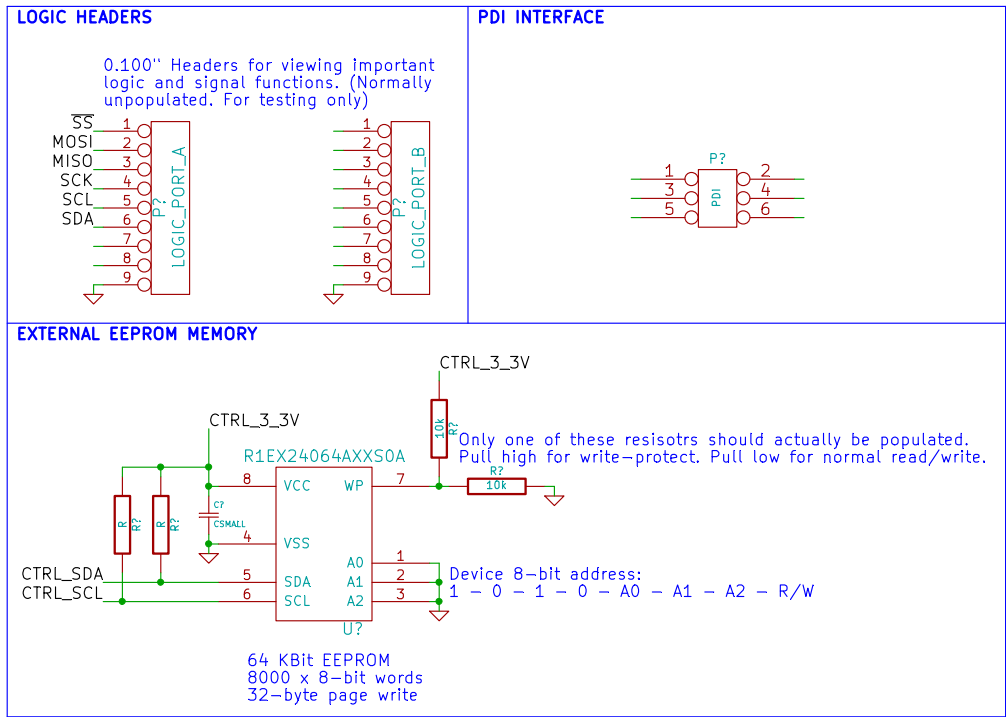 LOGIC HEADERS
0.100" Headers for viewing important
logic and signal functions. (Normally
unpopulated. For testing only)
SS 1
MOSI 2
MISO 3
SCK 4
SCL 5
SDA 6
7
8
9
P?
LOGIC_PORT_A
1
2
3
4
5
6
7
8
9
P?
LOGIC_PORT_B
PDI INTERFACE
P?
1 2
3 4
5 6
PDI
EXTERNAL EEPROM MEMORY
CTRL_3_3V
CTRL_3_3V
10k
R?
Only one of these resisotrs should actually be populated.
Pull high for write-protect. Pull low for normal read/write.
R?
10k
R1EX24064AXXS0A
8 VCC WP 7
C?
CSMALL
R
R?
R
R?
4 VSS
A0 1
CTRL_SDA 5 SDA A1 2
CTRL_SCL 6 SCL A2 3
Device 8-bit address:
1 - 0 - 1 - 0 - A0 - A1 - A2 - R/W
U?
64 KBit EEPROM
8000 x 8-bit words
32-byte page write